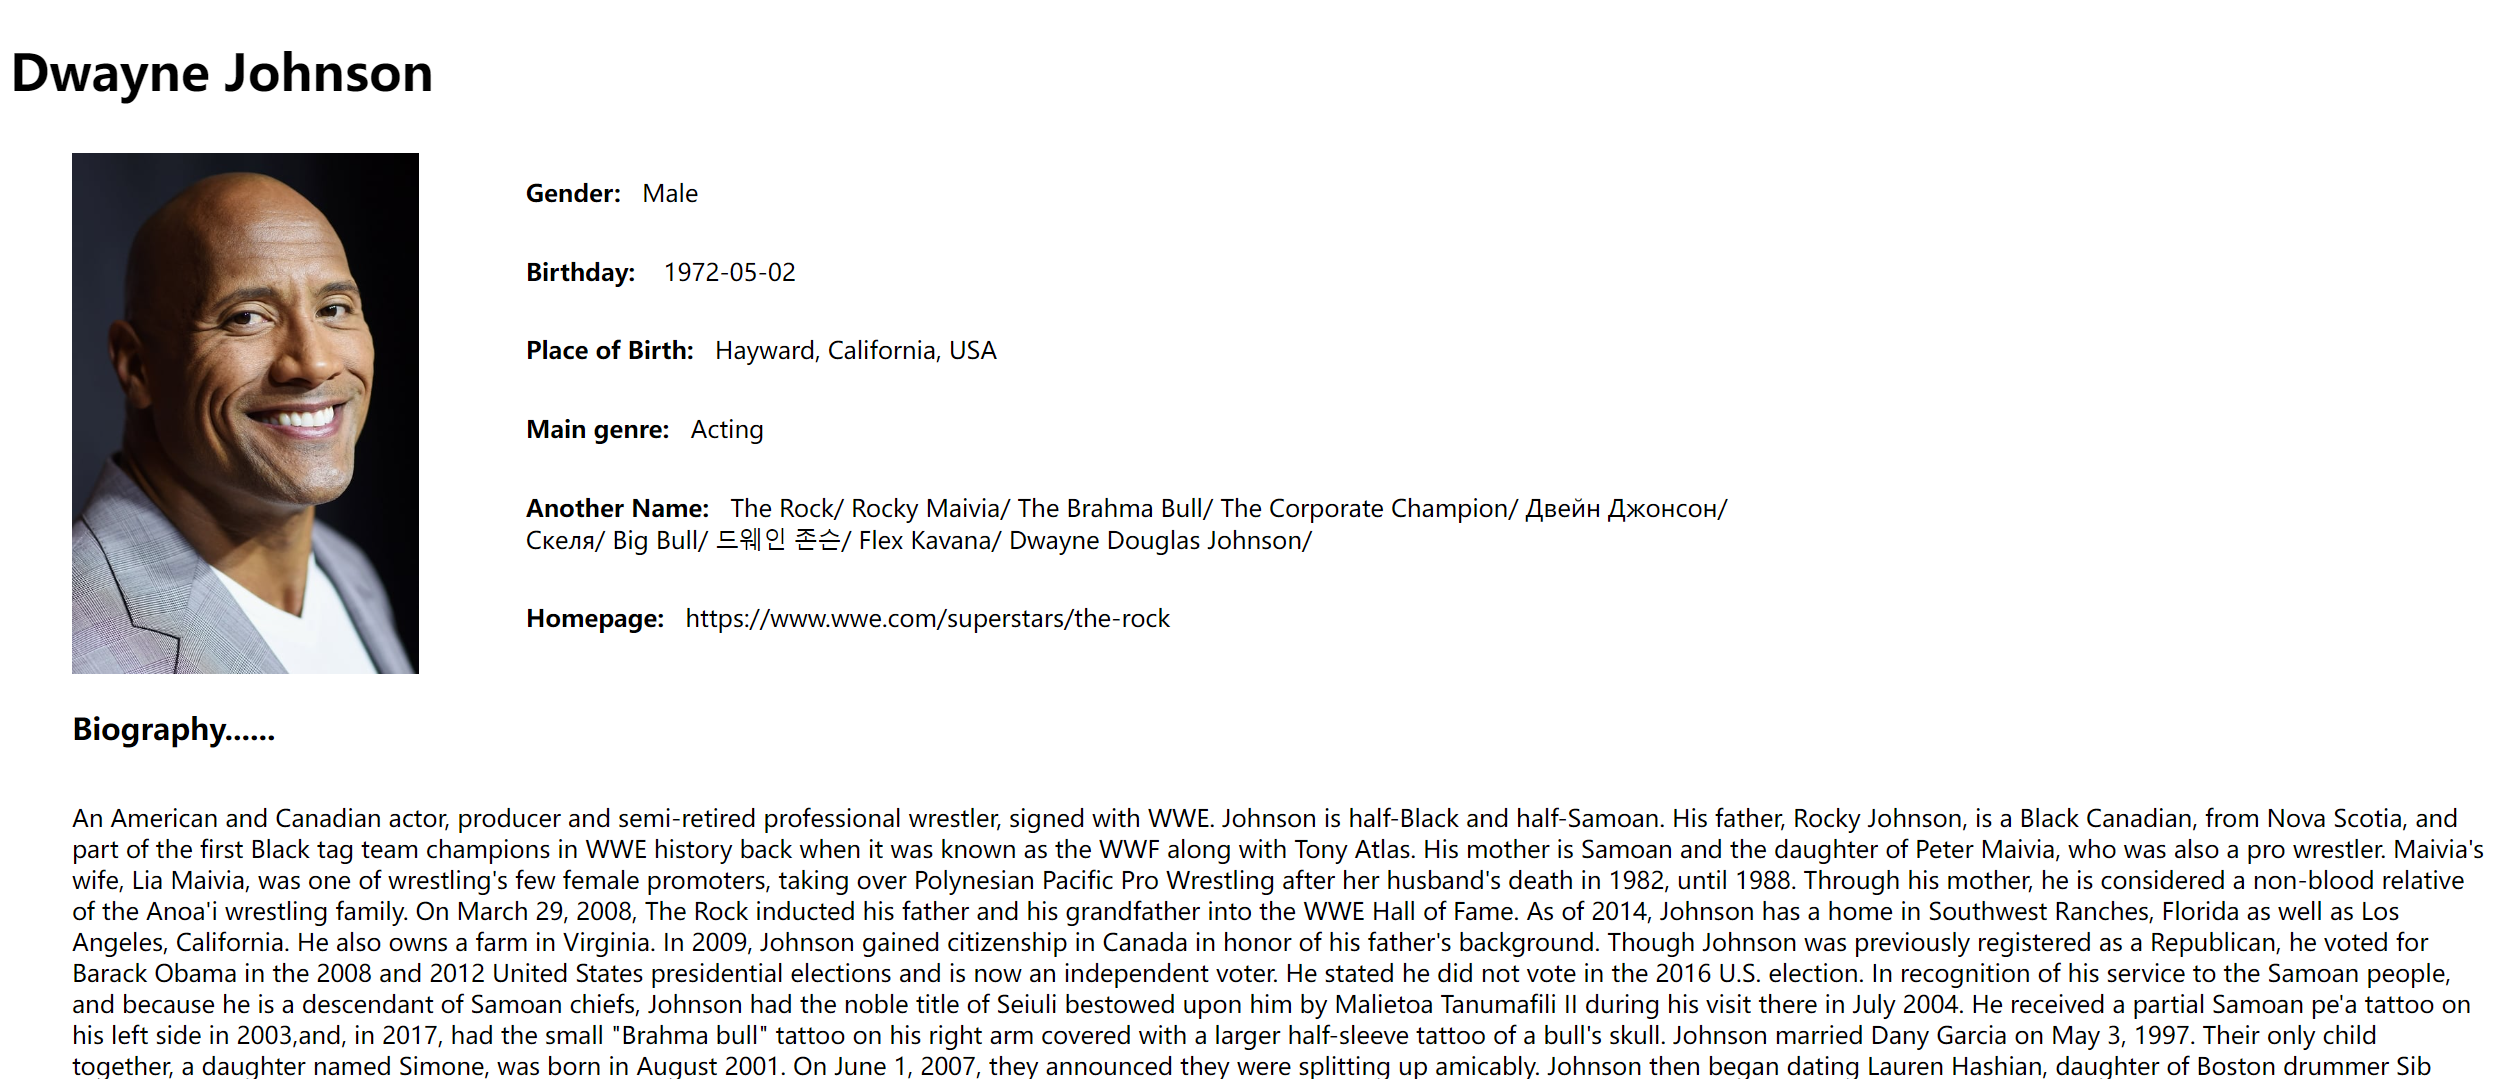 Dwayne Johnson
Gender: Male
Birthday: 1972-05-02
Place of Birth: Hayward, California, USA
Main genre: Acting
Another Name: The Rock/ Rocky Maivia/ The Brahma Bull/ The Corporate Champion/ Двейн Джонсон/
Скеля/ Big Bull/ 드웨인 존슨/ Flex Kavana/ Dwayne Douglas Johnson/
Homepage: https://www.wwe.com/superstars/the-rock
Biography......
An American and Canadian actor, producer and semi-retired professional wrestler, signed with WWE. Johnson is half-Black and half-Samoan. His father, Rocky Johnson, is a Black Canadian, from Nova Scotia, and
part of the first Black tag team champions in WWE history back when it was known as the WWF along with Tony Atlas. His mother is Samoan and the daughter of Peter Maivia, who was also a pro wrestler. Maivia's
wife, Lia Maivia, was one of wrestling's few female promoters, taking over Polynesian Pacific Pro Wrestling after her husband's death in 1982, until 1988. Through his mother, he is considered a non-blood relative
of the Anoa'i wrestling family. On March 29, 2008, The Rock inducted his father and his grandfather into the WWE Hall of Fame. As of 2014, Johnson has a home in Southwest Ranches, Florida as well as Los
Angeles, California. He also owns a farm in Virginia. In 2009, Johnson gained citizenship in Canada in honor of his father's background. Though Johnson was previously registered as a Republican, he voted for
Barack Obama in the 2008 and 2012 United States presidential elections and is now an independent voter. He stated he did not vote in the 2016 U.S. election. In recognition of his service to the Samoan people,
and because he is a descendant of Samoan chiefs, Johnson had the noble title of Seiuli bestowed upon him by Malietoa Tanumafili II during his visit there in July 2004. He received a partial Samoan pe'a tattoo on
his left side in 2003,and, in 2017, had the small "Brahma bull" tattoo on his right arm covered with a larger half-sleeve tattoo of a bull's skull. Johnson married Dany Garcia on May 3, 1997. Their only child
together, a daughter named Simone, was born in August 2001. On June 1, 2007, they announced they were splitting up amicably. Johnson then began dating Lauren Hashian, daughter of Boston drummer Sib